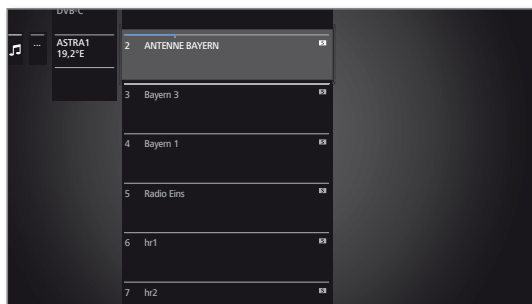 DVB-C
...
ASTRA1
19,2°E
2 ANTENNE BAYERN S
3 Bayern 3 S
4 Bayern 1 S
5 Radio Eins S
6 hr1 S
7 hr2 S